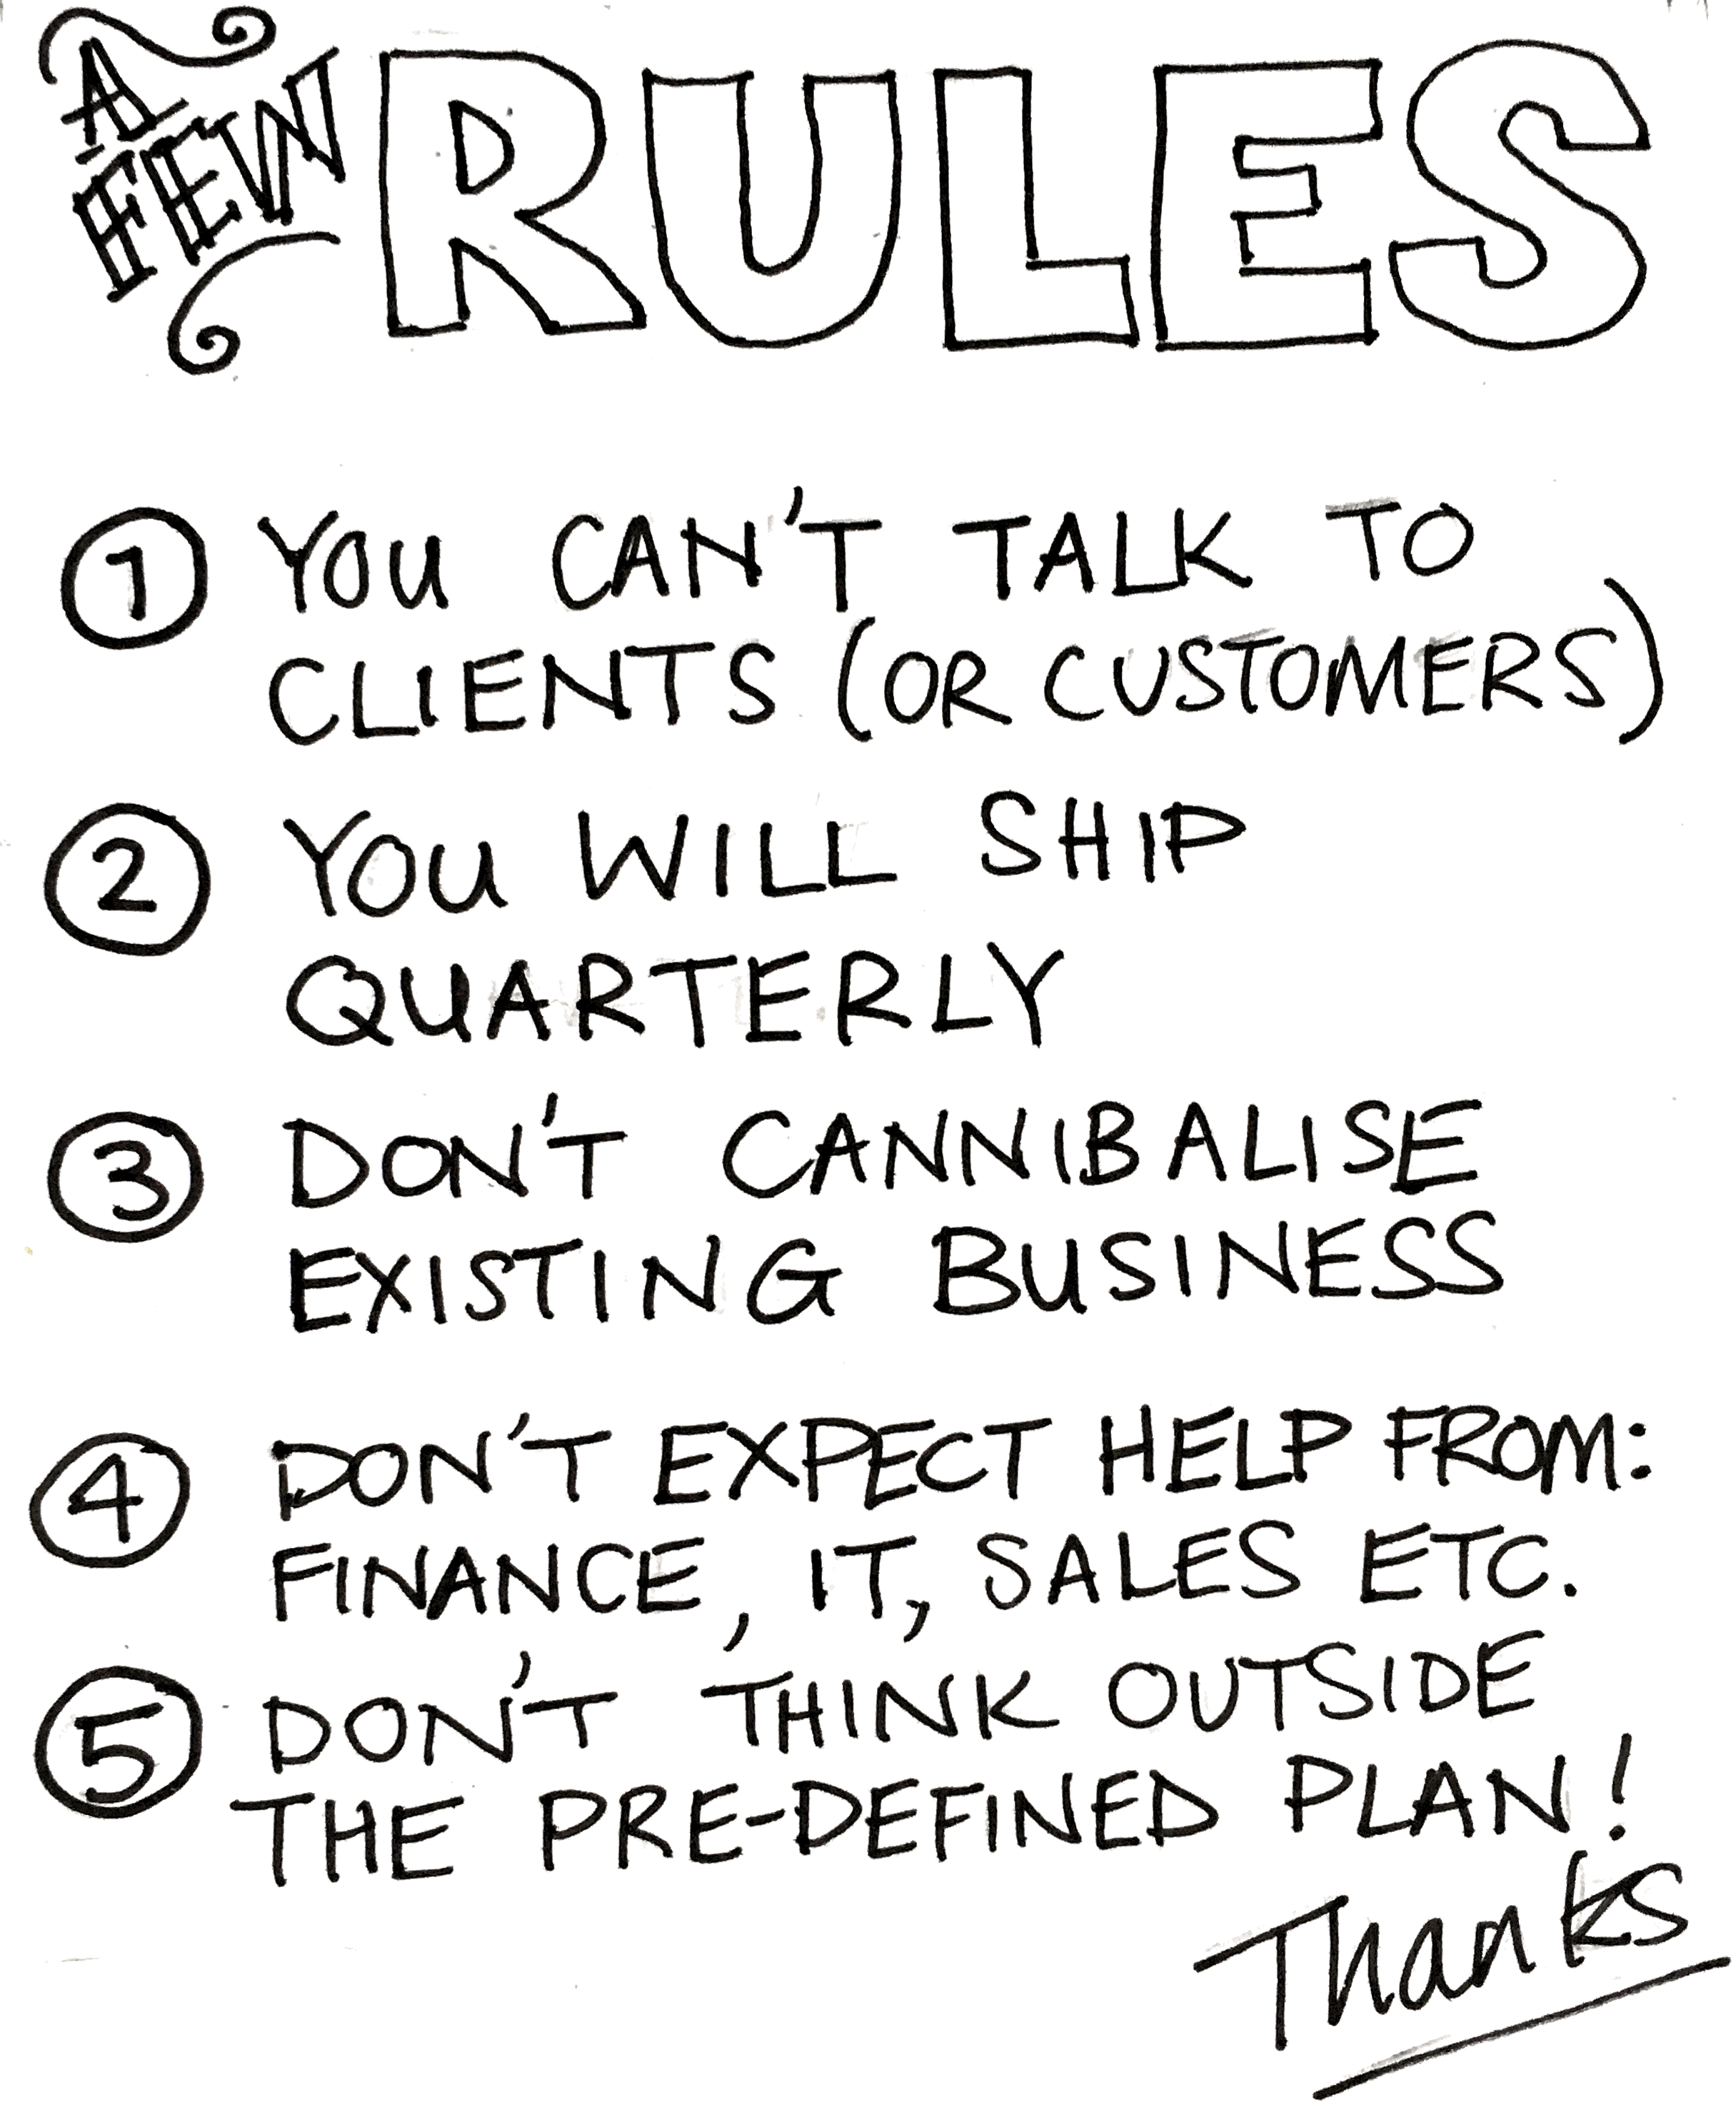 A
FEW
RULES
1 YOU CAN'T TALK TO
CLIENTS (OR CUSTOMERS)
2 YOU WILL SHIP
QUARTERLY
3 DON'T CANNIBALISE
EXISTING BUSINESS
4 DON'T EXPECT HELP FROM:
FINANCE, IT, SALES ETC.
5 DON'T THINK OUTSIDE
THE PRE-DEFINED PLAN!
Thanks